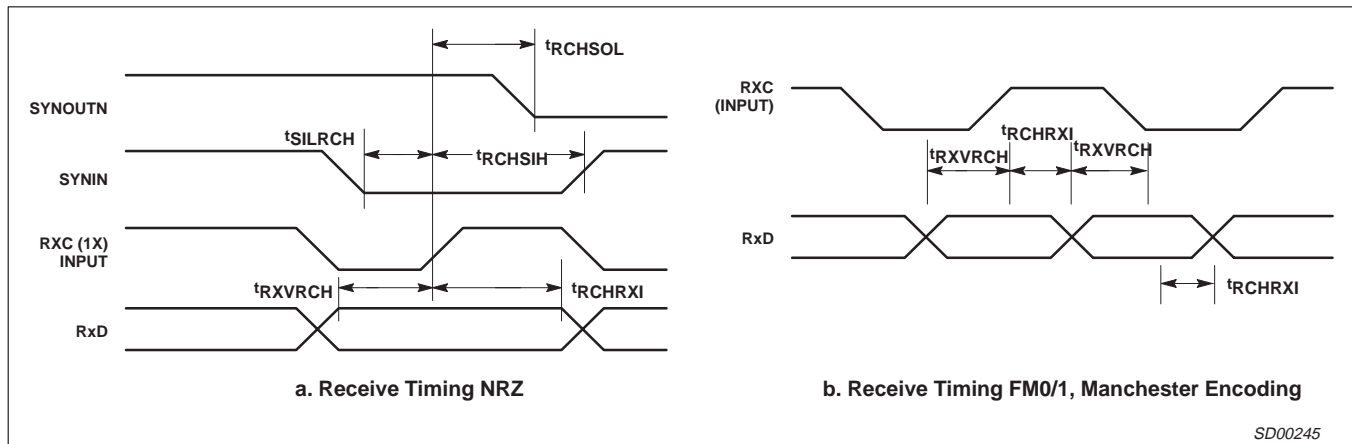 tRCHSOL
SYNOUTN
tSILRCH
tRCHSIH
SYNIN
RXC (1X)
INPUT
tRXVRCH
tRCHRXI
RxD
a. Receive Timing NRZ
RXC
(INPUT)
tRCHRXI
tRXVRCH
tRXVRCH
RxD
tRCHRXI
b. Receive Timing FM0/1, Manchester Encoding
SD00245